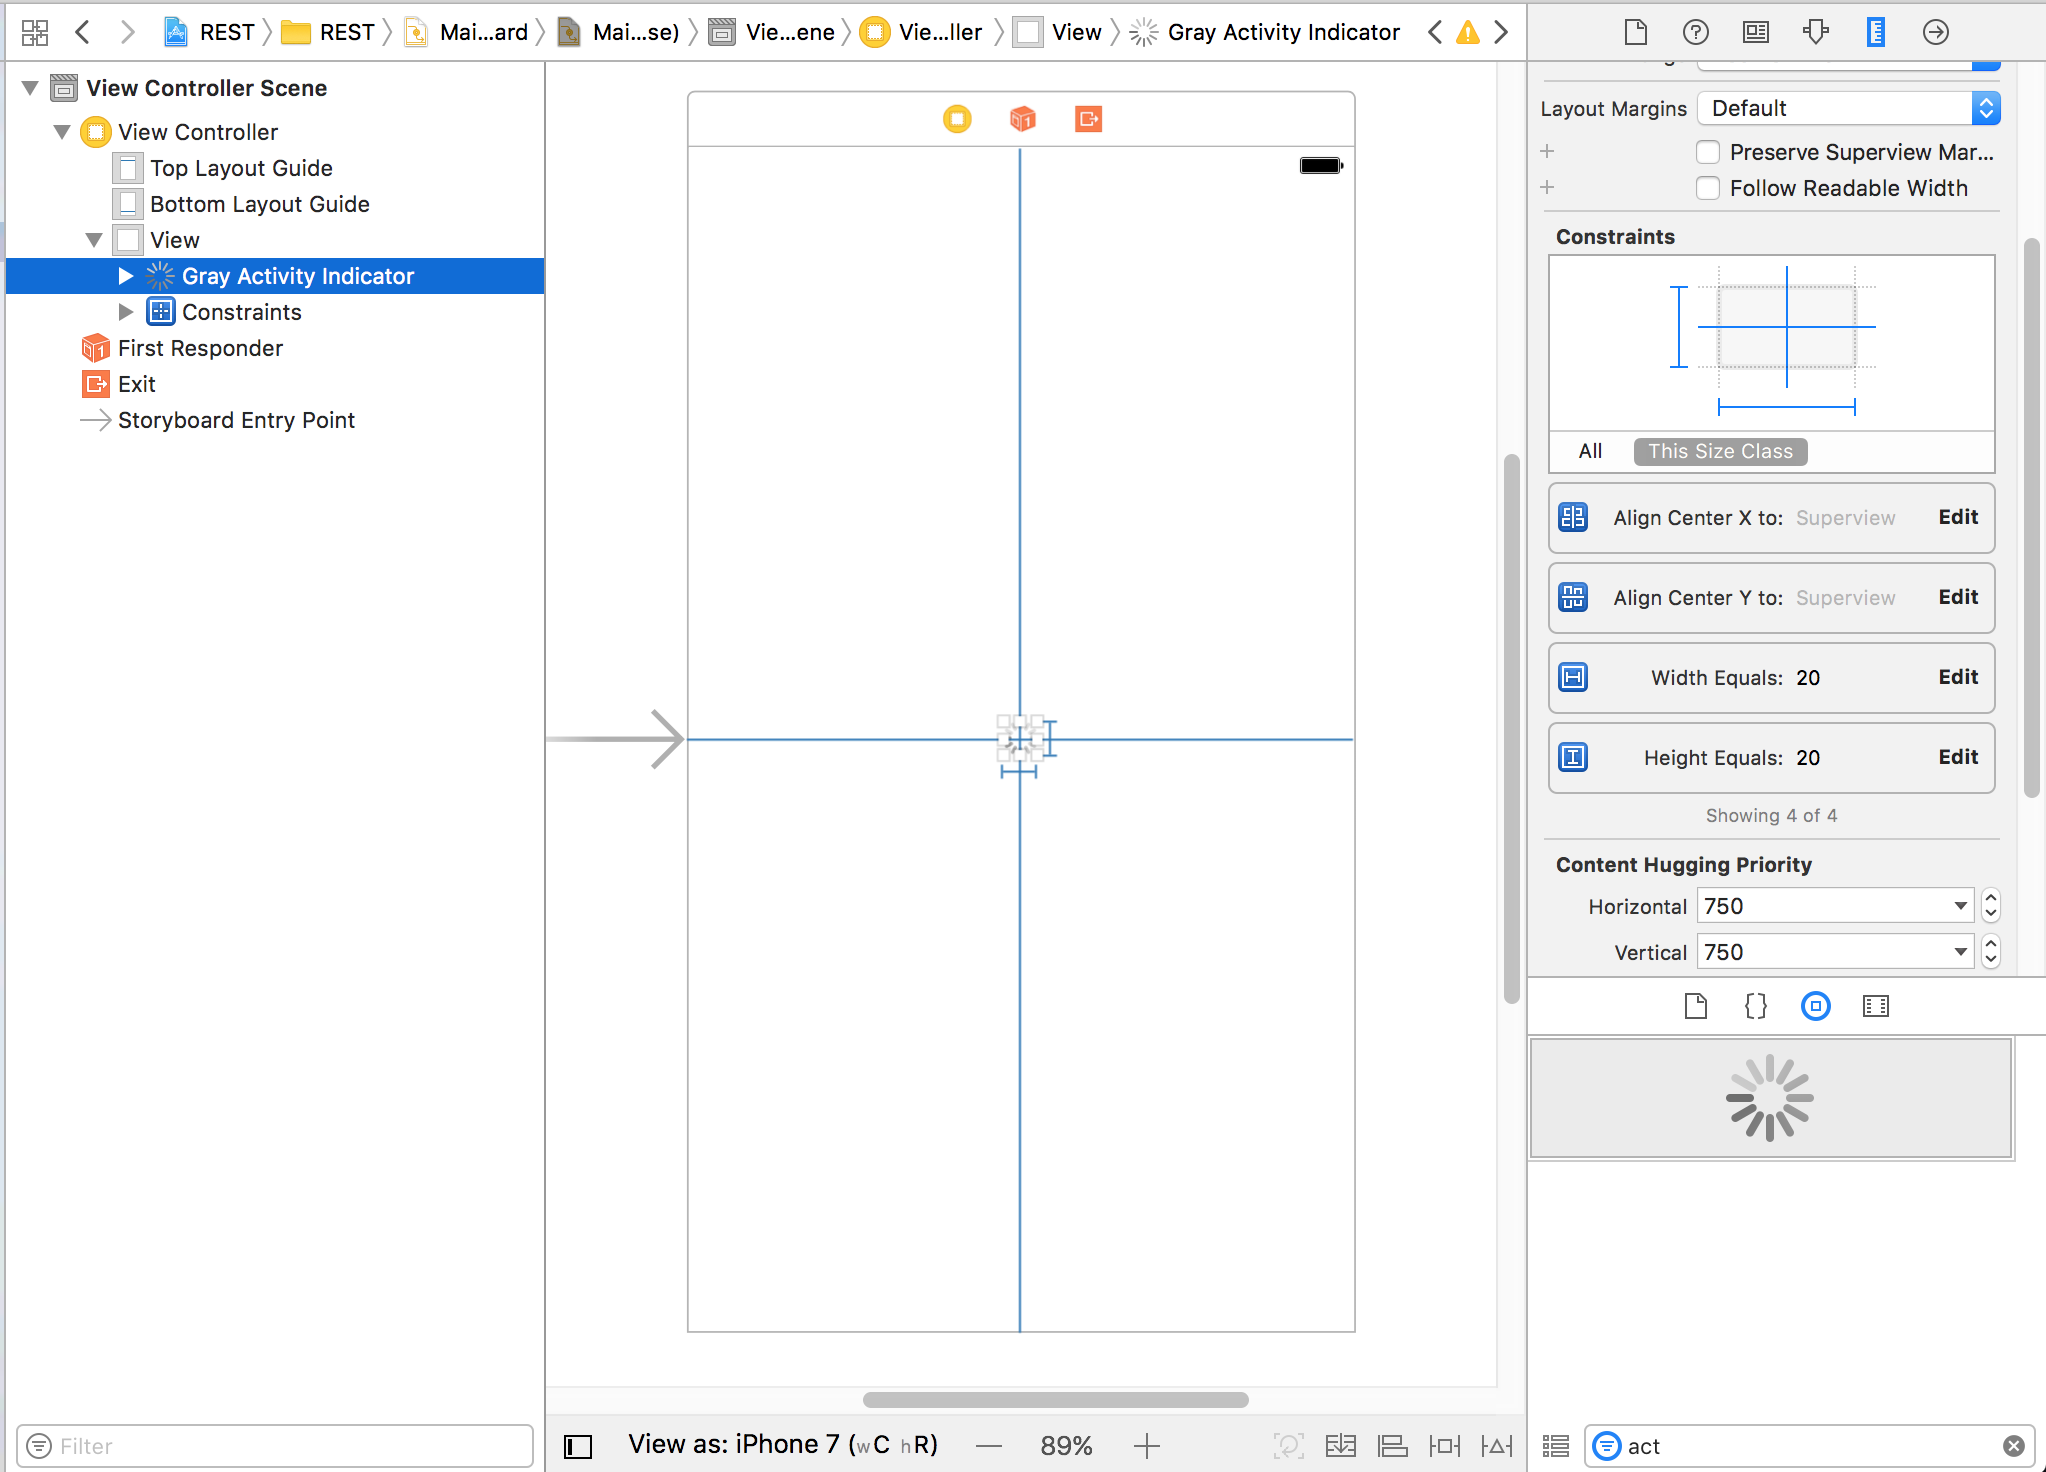 REST REST Mai...ard Mai...se) Vie...ene Vie...ller View Gray Activity Indicator
View Controller Scene
View Controller
Top Layout Guide
Bottom Layout Guide
View
Gray Activity Indicator
Constraints
First Responder
Exit
Storyboard Entry Point
Filter
View as: iPhone 7 (wC hR) — 89% +
Layout Margins Default
Preserve Superview Mar...
Follow Readable Width
Constraints
All This Size Class
Align Center X to: Superview Edit
Align Center Y to: Superview Edit
Width Equals: 20 Edit
Height Equals: 20 Edit
Showing 4 of 4
Content Hugging Priority
Horizontal 750
Vertical 750
act